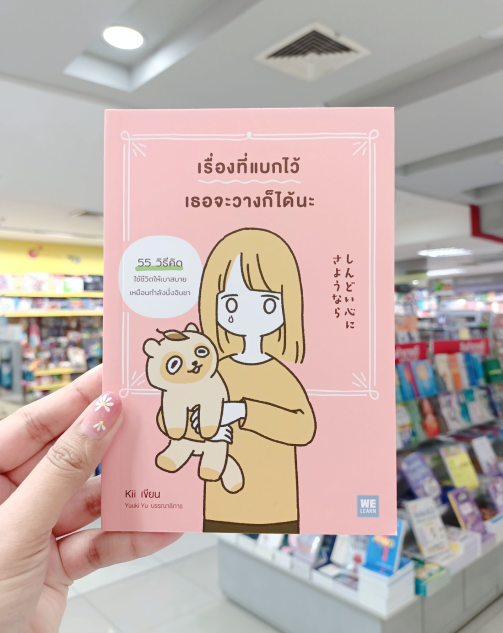 เรื่องที่แบกไว้
เธอจะวางก็ได้นะ
55 วิธีคิด
ใช้ชีวิตให้เบาสบาย
เหมือนกำลังนั่งจิบชา
しんどい心に
さようなら
Kii เขียน
Yuuki Yu บรรณาธิการ
WE
LEARN